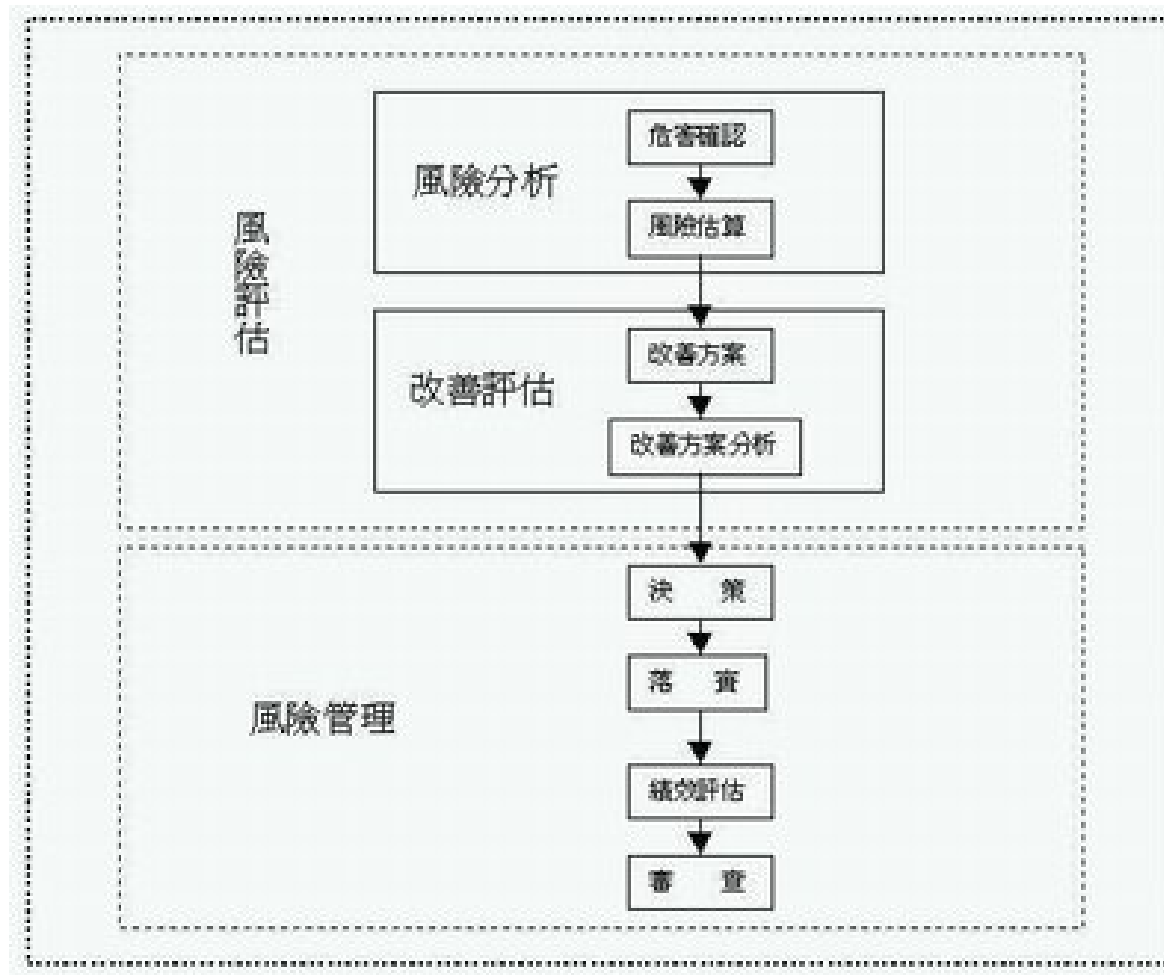 風險評估
風險分析
危害確認
風險估算
改善評估
改善方案
改善方案分析
風險管理
決 策
落 實
績效評估
審 查